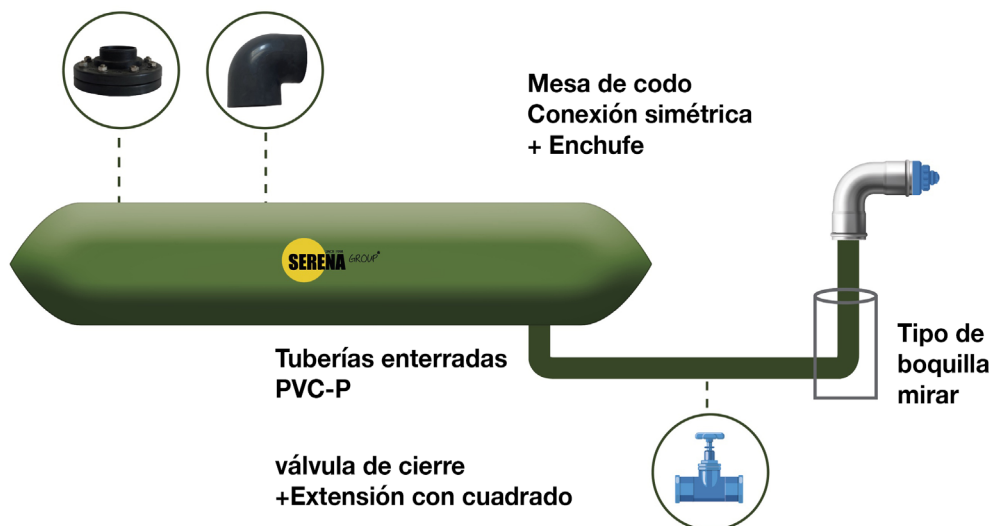 Mesa de codo
Conexión simétrica
+ Enchufe
SERENA GROUP
Tuberías enterradas
PVC-P
Tipo de
boquilla
mirar
válvula de cierre
+Extensión con cuadrado